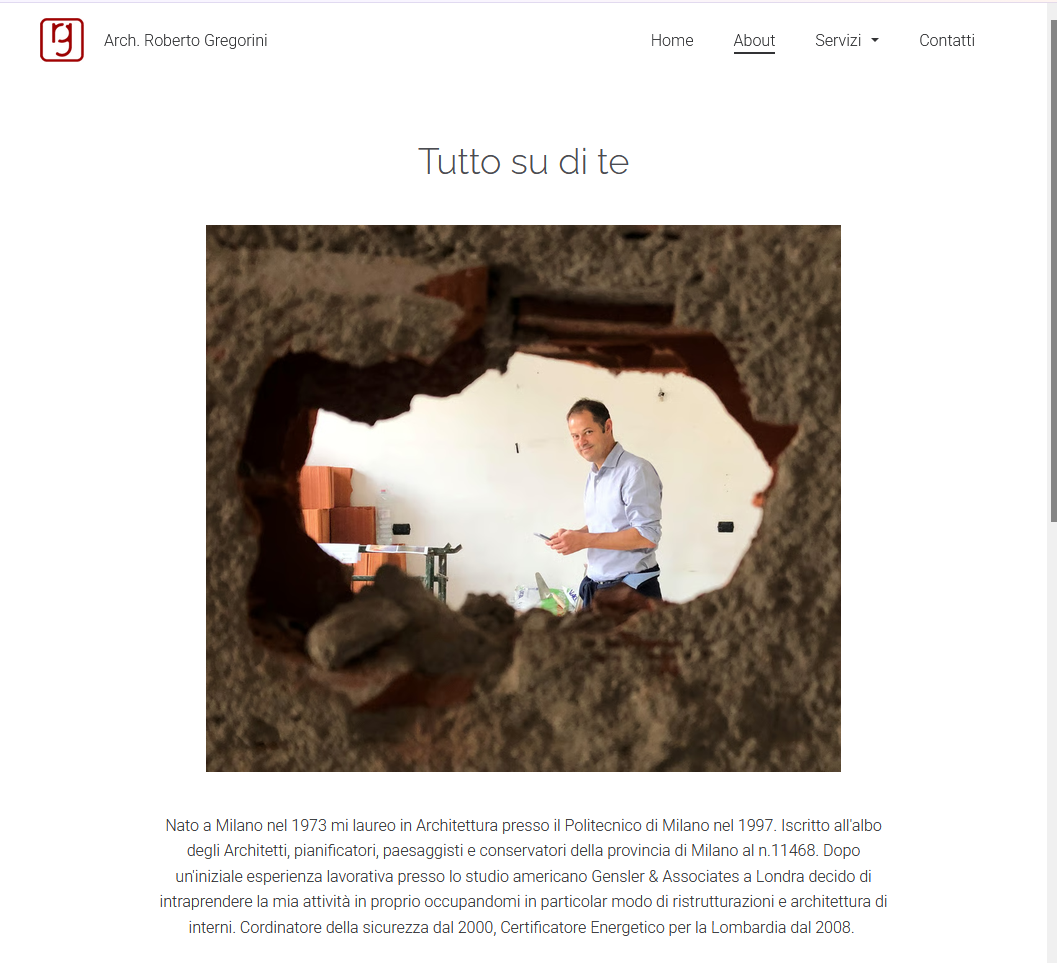 rg
Arch. Roberto Gregorini
Home About Servizi Contatti
Tutto su di te
Nato a Milano nel 1973 mi laureo in Architettura presso il Politecnico di Milano nel 1997. Iscritto all'albo
degli Architetti, pianificatori, paesaggisti e conservatori della provincia di Milano al n.11468. Dopo
un'iniziale esperienza lavorativa presso lo studio americano Gensler & Associates a Londra decido di
intraprendere la mia attività in proprio occupandomi in particolar modo di ristrutturazioni e architettura di
interni. Cordinatore della sicurezza dal 2000, Certificatore Energetico per la Lombardia dal 2008.